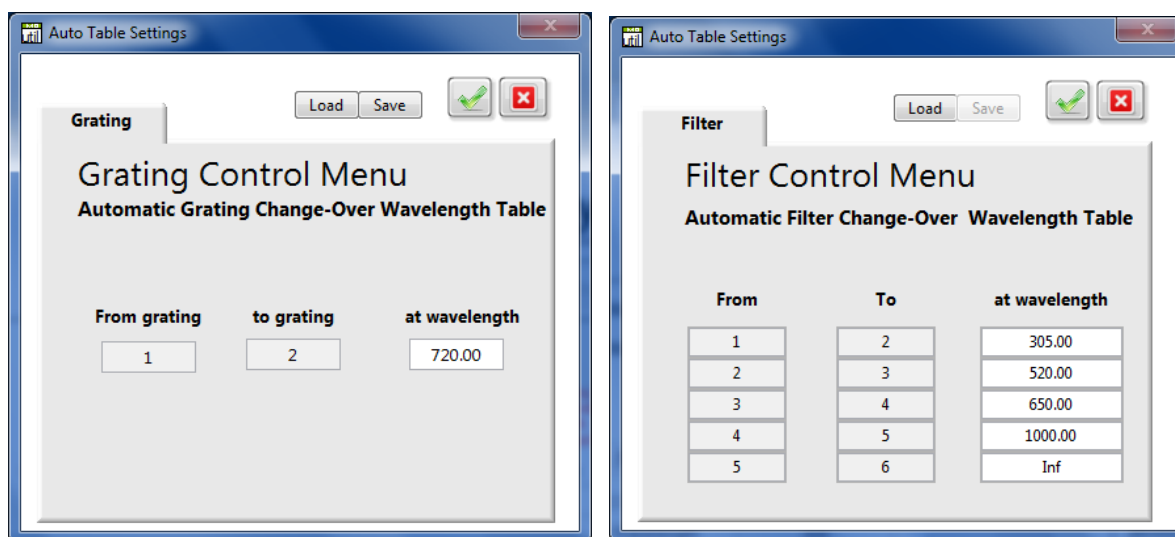 util Auto Table Settings
Load Save
Grating
Grating Control Menu
Automatic Grating Change-Over Wavelength Table
From grating to grating at wavelength
1 2 720.00
util Auto Table Settings
Load Save
Filter
Filter Control Menu
Automatic Filter Change-Over Wavelength Table
From To at wavelength
1 2 305.00
2 3 520.00
3 4 650.00
4 5 1000.00
5 6 Inf